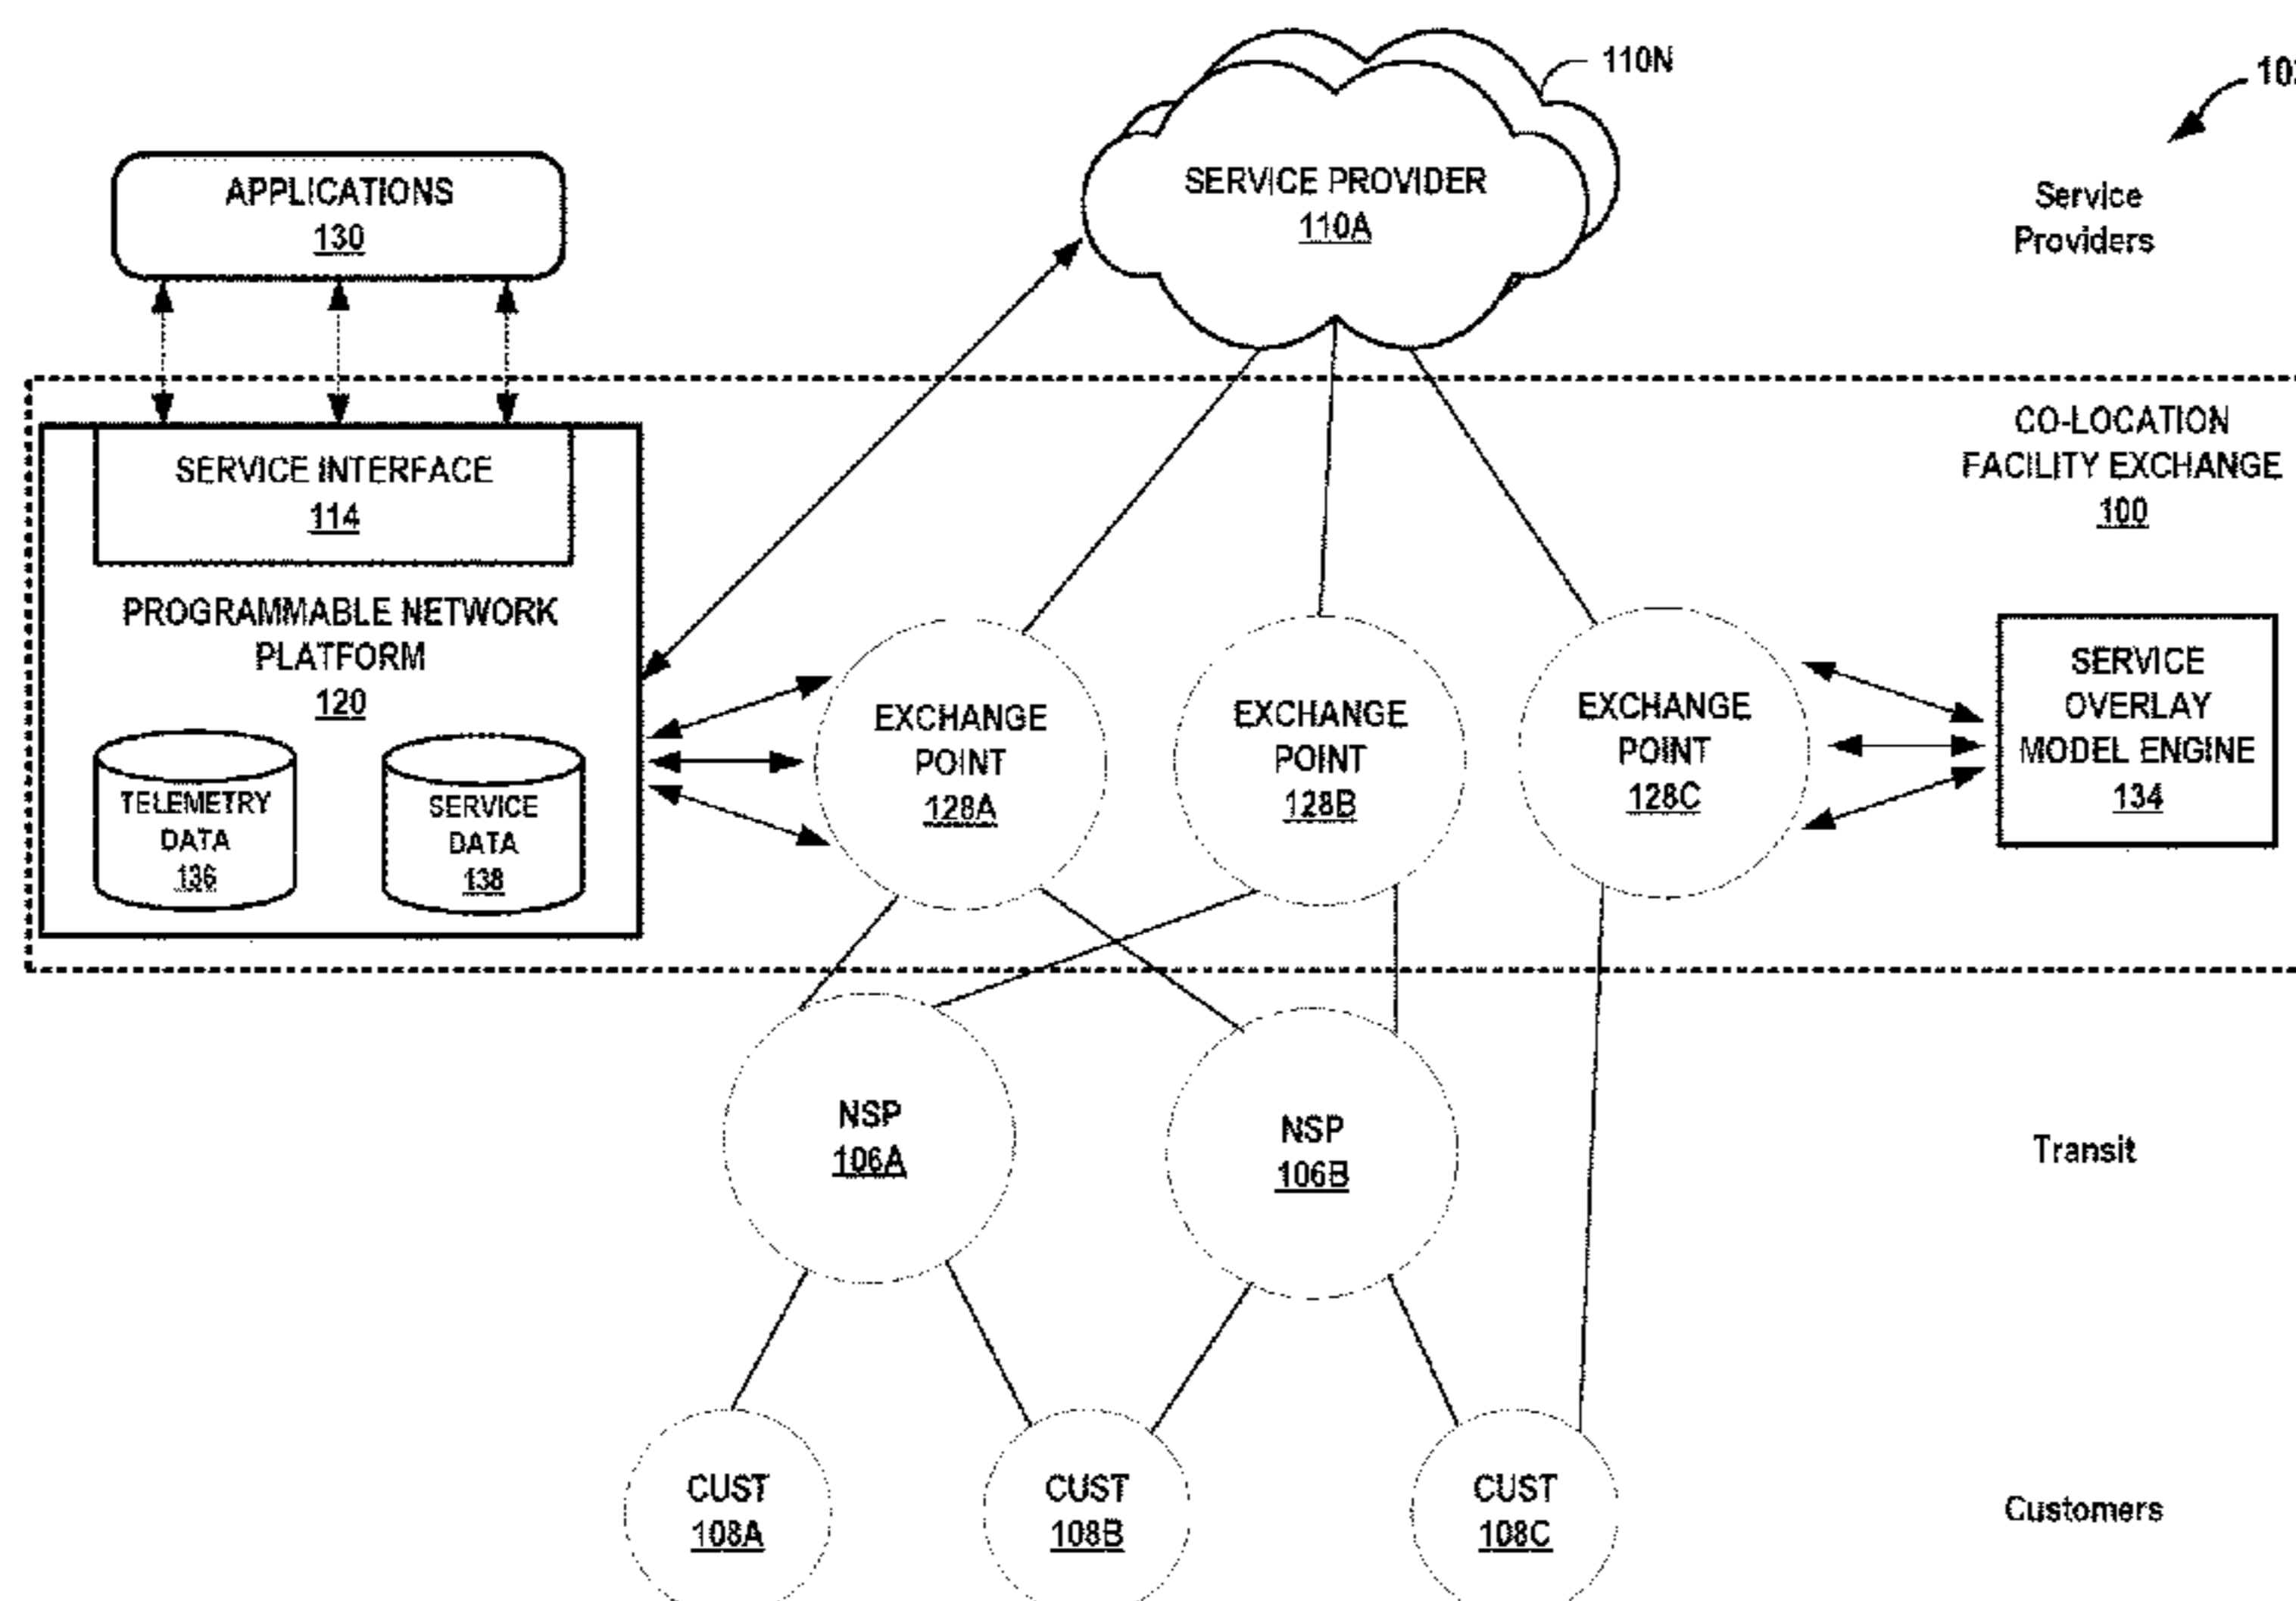 110N
SERVICE PROVIDER
110A
Service
Providers
APPLICATIONS
130
CO-LOCATION
FACILITY EXCHANGE
100
SERVICE INTERFACE
114
PROGRAMMABLE NETWORK
PLATFORM
120
TELEMETRY
DATA
136
SERVICE
DATA
138
EXCHANGE
POINT
128A
EXCHANGE
POINT
128B
EXCHANGE
POINT
128C
SERVICE
OVERLAY
MODEL ENGINE
134
NSP
106A
NSP
106B
Transit
CUST
108A
CUST
108B
CUST
108C
Customers